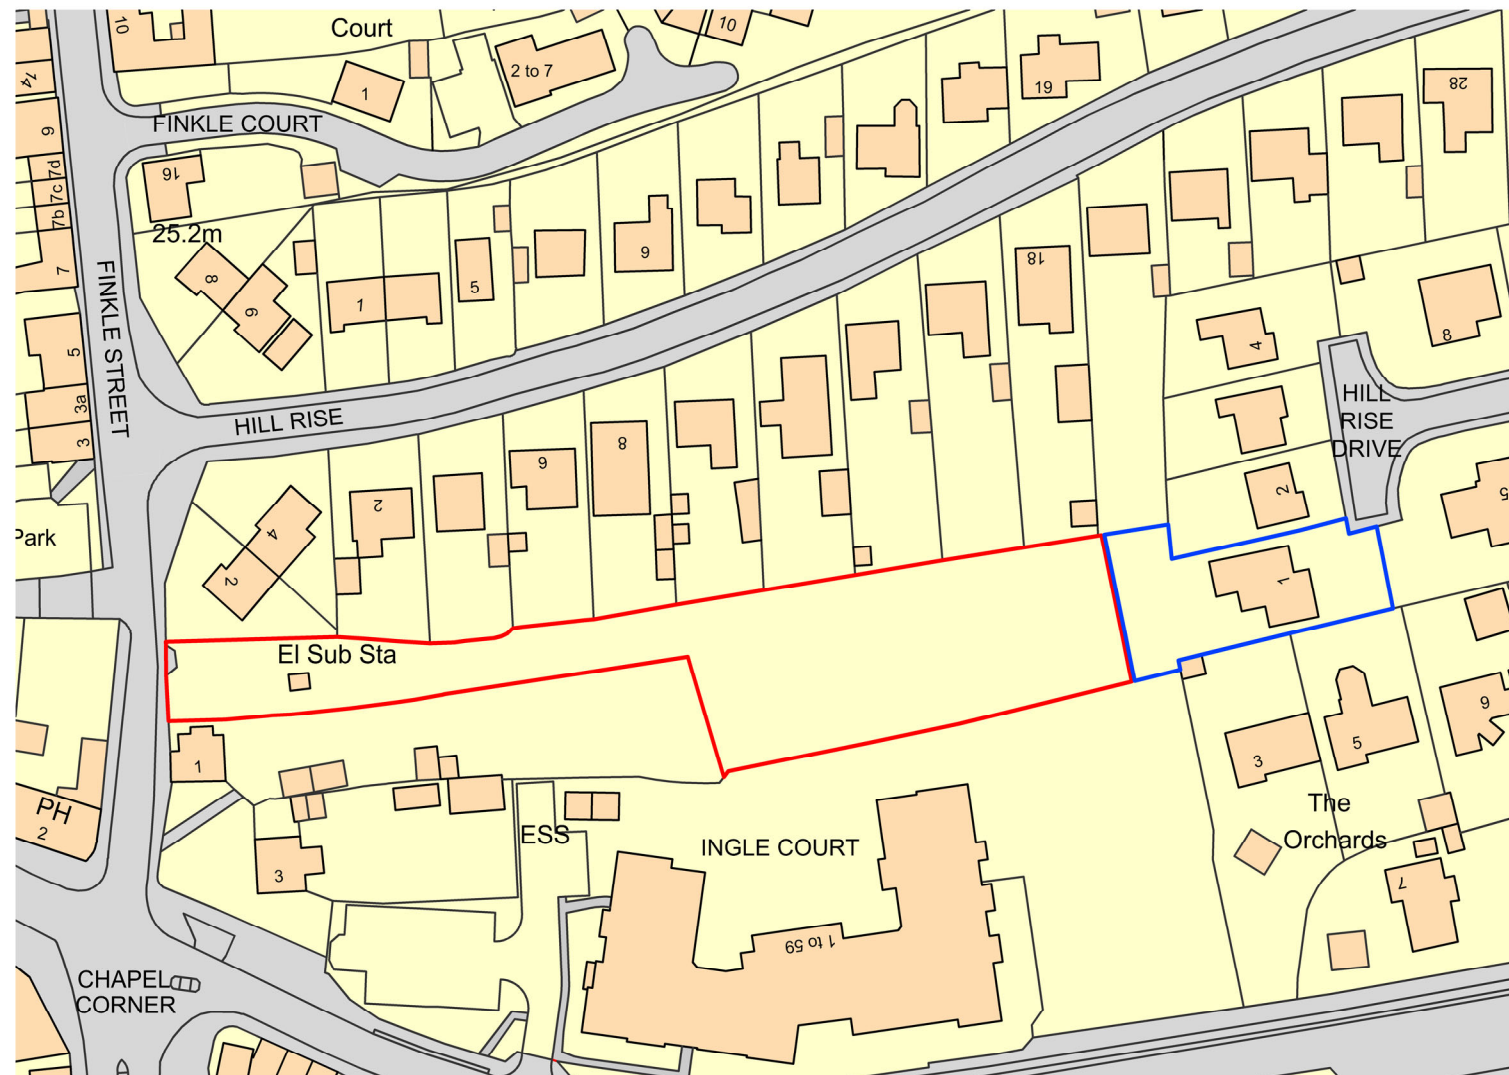 Court
10
10
14
1
2 to 7
19
28
FINKLE COURT
9
7d
7c
7b
7
16
25.2m
8
6
1
5
9
18
4
8
FINKLE STREET
5
3a
3
HILL RISE
HILL
RISE
DRIVE
2
6
8
2
5
Park
4
2
1
El Sub Sta
1
3
5
9
The
Orchards
PH
2
ESS
INGLE COURT
3
7
1 to 59
CHAPEL
CORNER